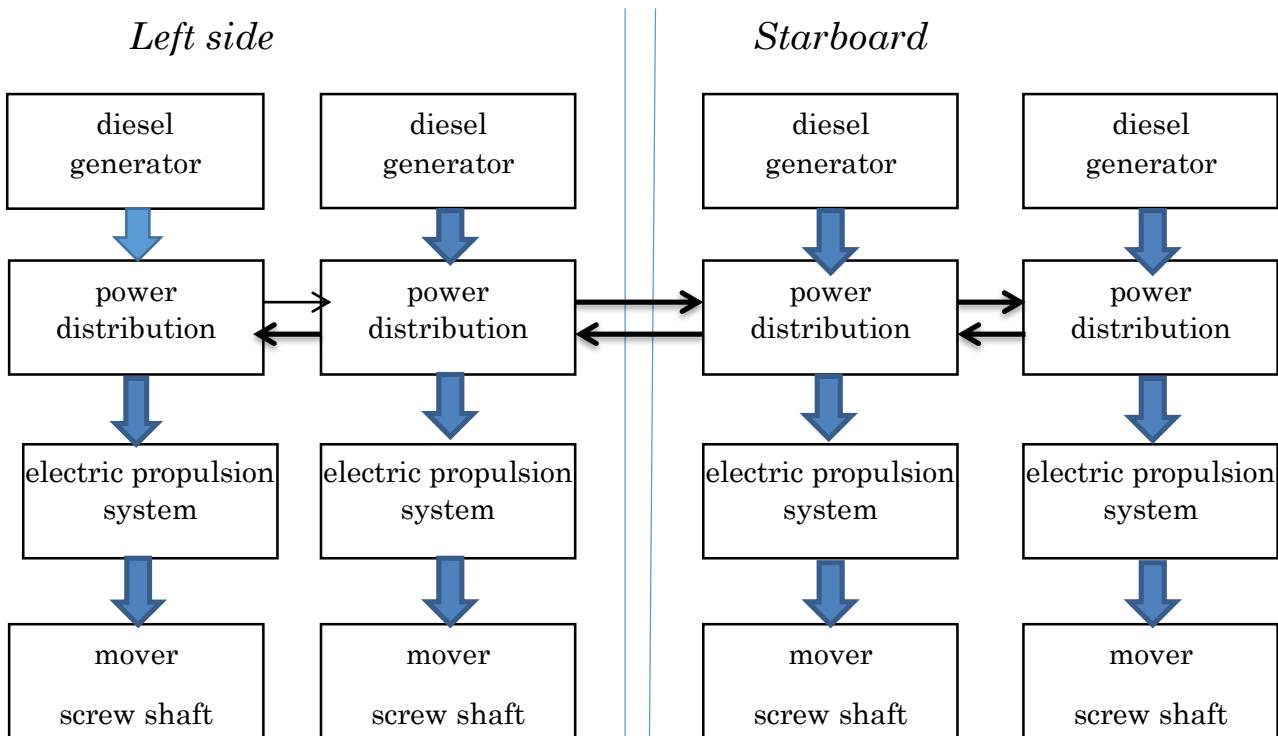 Left side
Starboard
diesel
generator
diesel
generator
diesel
generator
diesel
generator
power
distribution
power
distribution
power
distribution
power
distribution
electric propulsion
system
electric propulsion
system
electric propulsion
system
electric propulsion
system
mover
screw shaft
mover
screw shaft
mover
screw shaft
mover
screw shaft